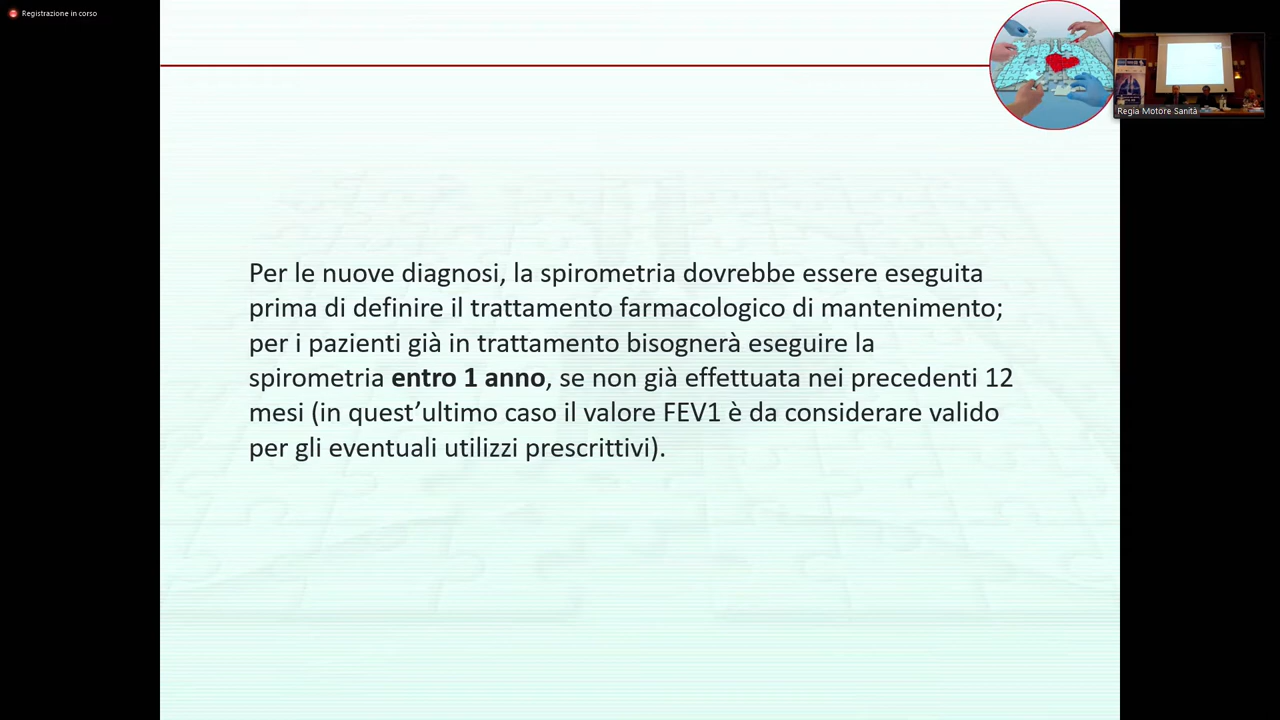 Registrazione in corso
Regia Motore Sanità
Per le nuove diagnosi, la spirometria dovrebbe essere eseguita
prima di definire il trattamento farmacologico di mantenimento;
per i pazienti già in trattamento bisognerà eseguire la
spirometria entro 1 anno, se non già effettuata nei precedenti 12
mesi (in quest’ultimo caso il valore FEV1 è da considerare valido
per gli eventuali utilizzi prescrittivi).